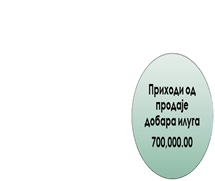 Приходи од
продаје
добара илуга
700,000.00